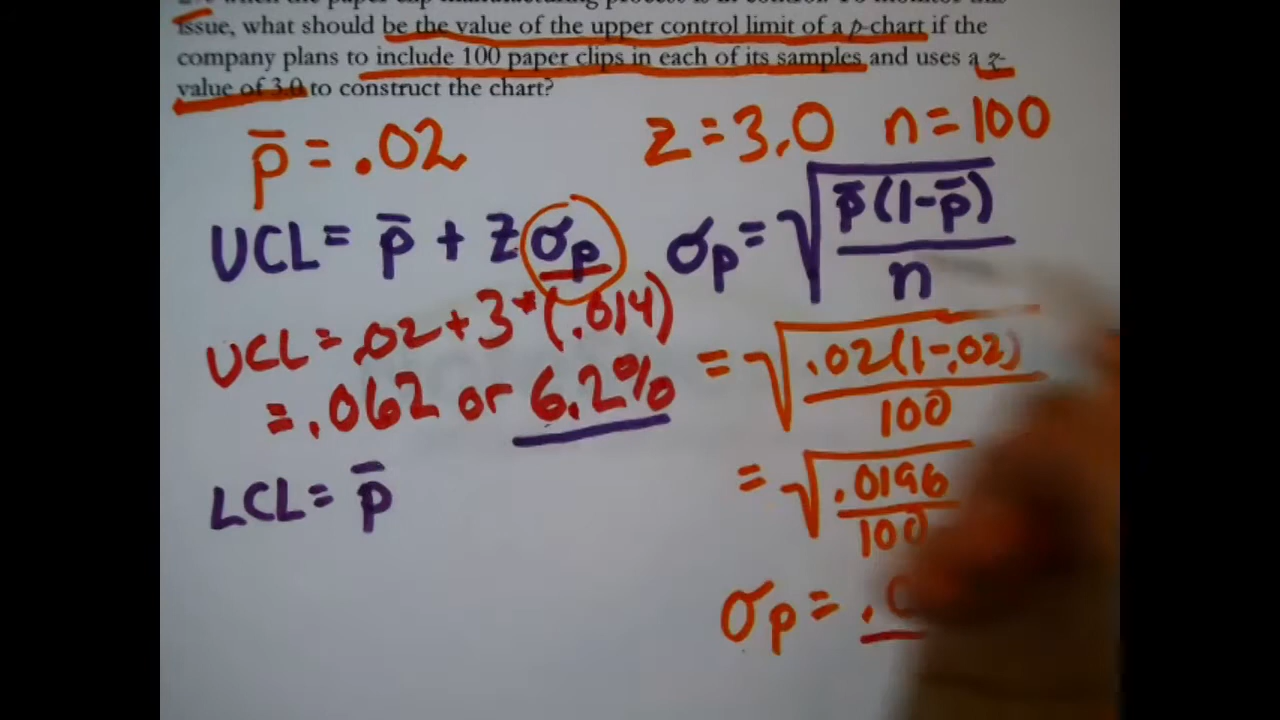 issue, what should be the value of the upper control limit of a p-chart if the
company plans to include 100 paper clips in each of its samples and uses a z-
value of 3.0 to construct the chart?
p̄ = .02 z = 3.0 n = 100
UCL = p̄ + zσp σp = √p̄(1-p̄)/n
UCL = .02 + 3*(.014)
= √.02(1-.02)/100
= .062 or 6.2%
= √.0196/100
LCL = p̄
σp = .0